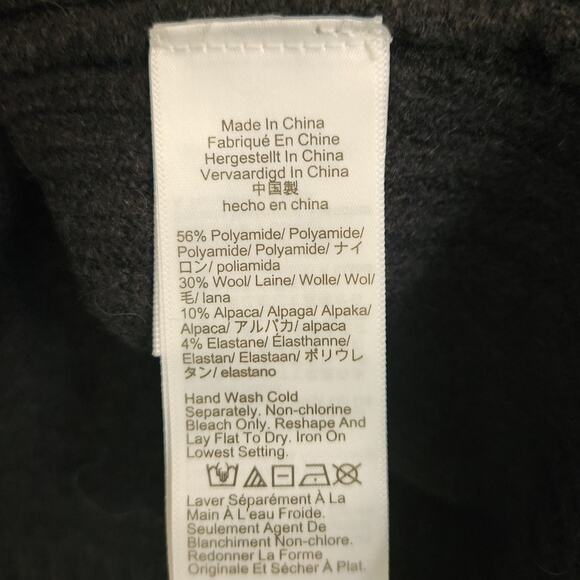 Made In China
Fabriqué En Chine
Hergestellt In China
Vervaardigd In China
中国製
hecho en china
56% Polyamide/ Polyamide/
Polyamide/ Polyamide/ ナイ
ロン/ poliamida
30% Wool/ Laine/ Wolle/ Wol/
毛/ lana
10% Alpaca/ Alpaga/ Alpaka/
Alpaca/ アルパカ/ alpaca
4% Elastane/ Élasthanne/
Elastan/ Elastaan/ ポリウレ
タン/ elastano
Hand Wash Cold
Separately. Non-chlorine
Bleach Only. Reshape And
Lay Flat To Dry. Iron On
Lowest Setting.
Laver Séparément À La
Main À L'eau Froide.
Seulement Agent De
Blanchiment Non-chlore.
Redonner La Forme
Originale Et Sécher À Plat.